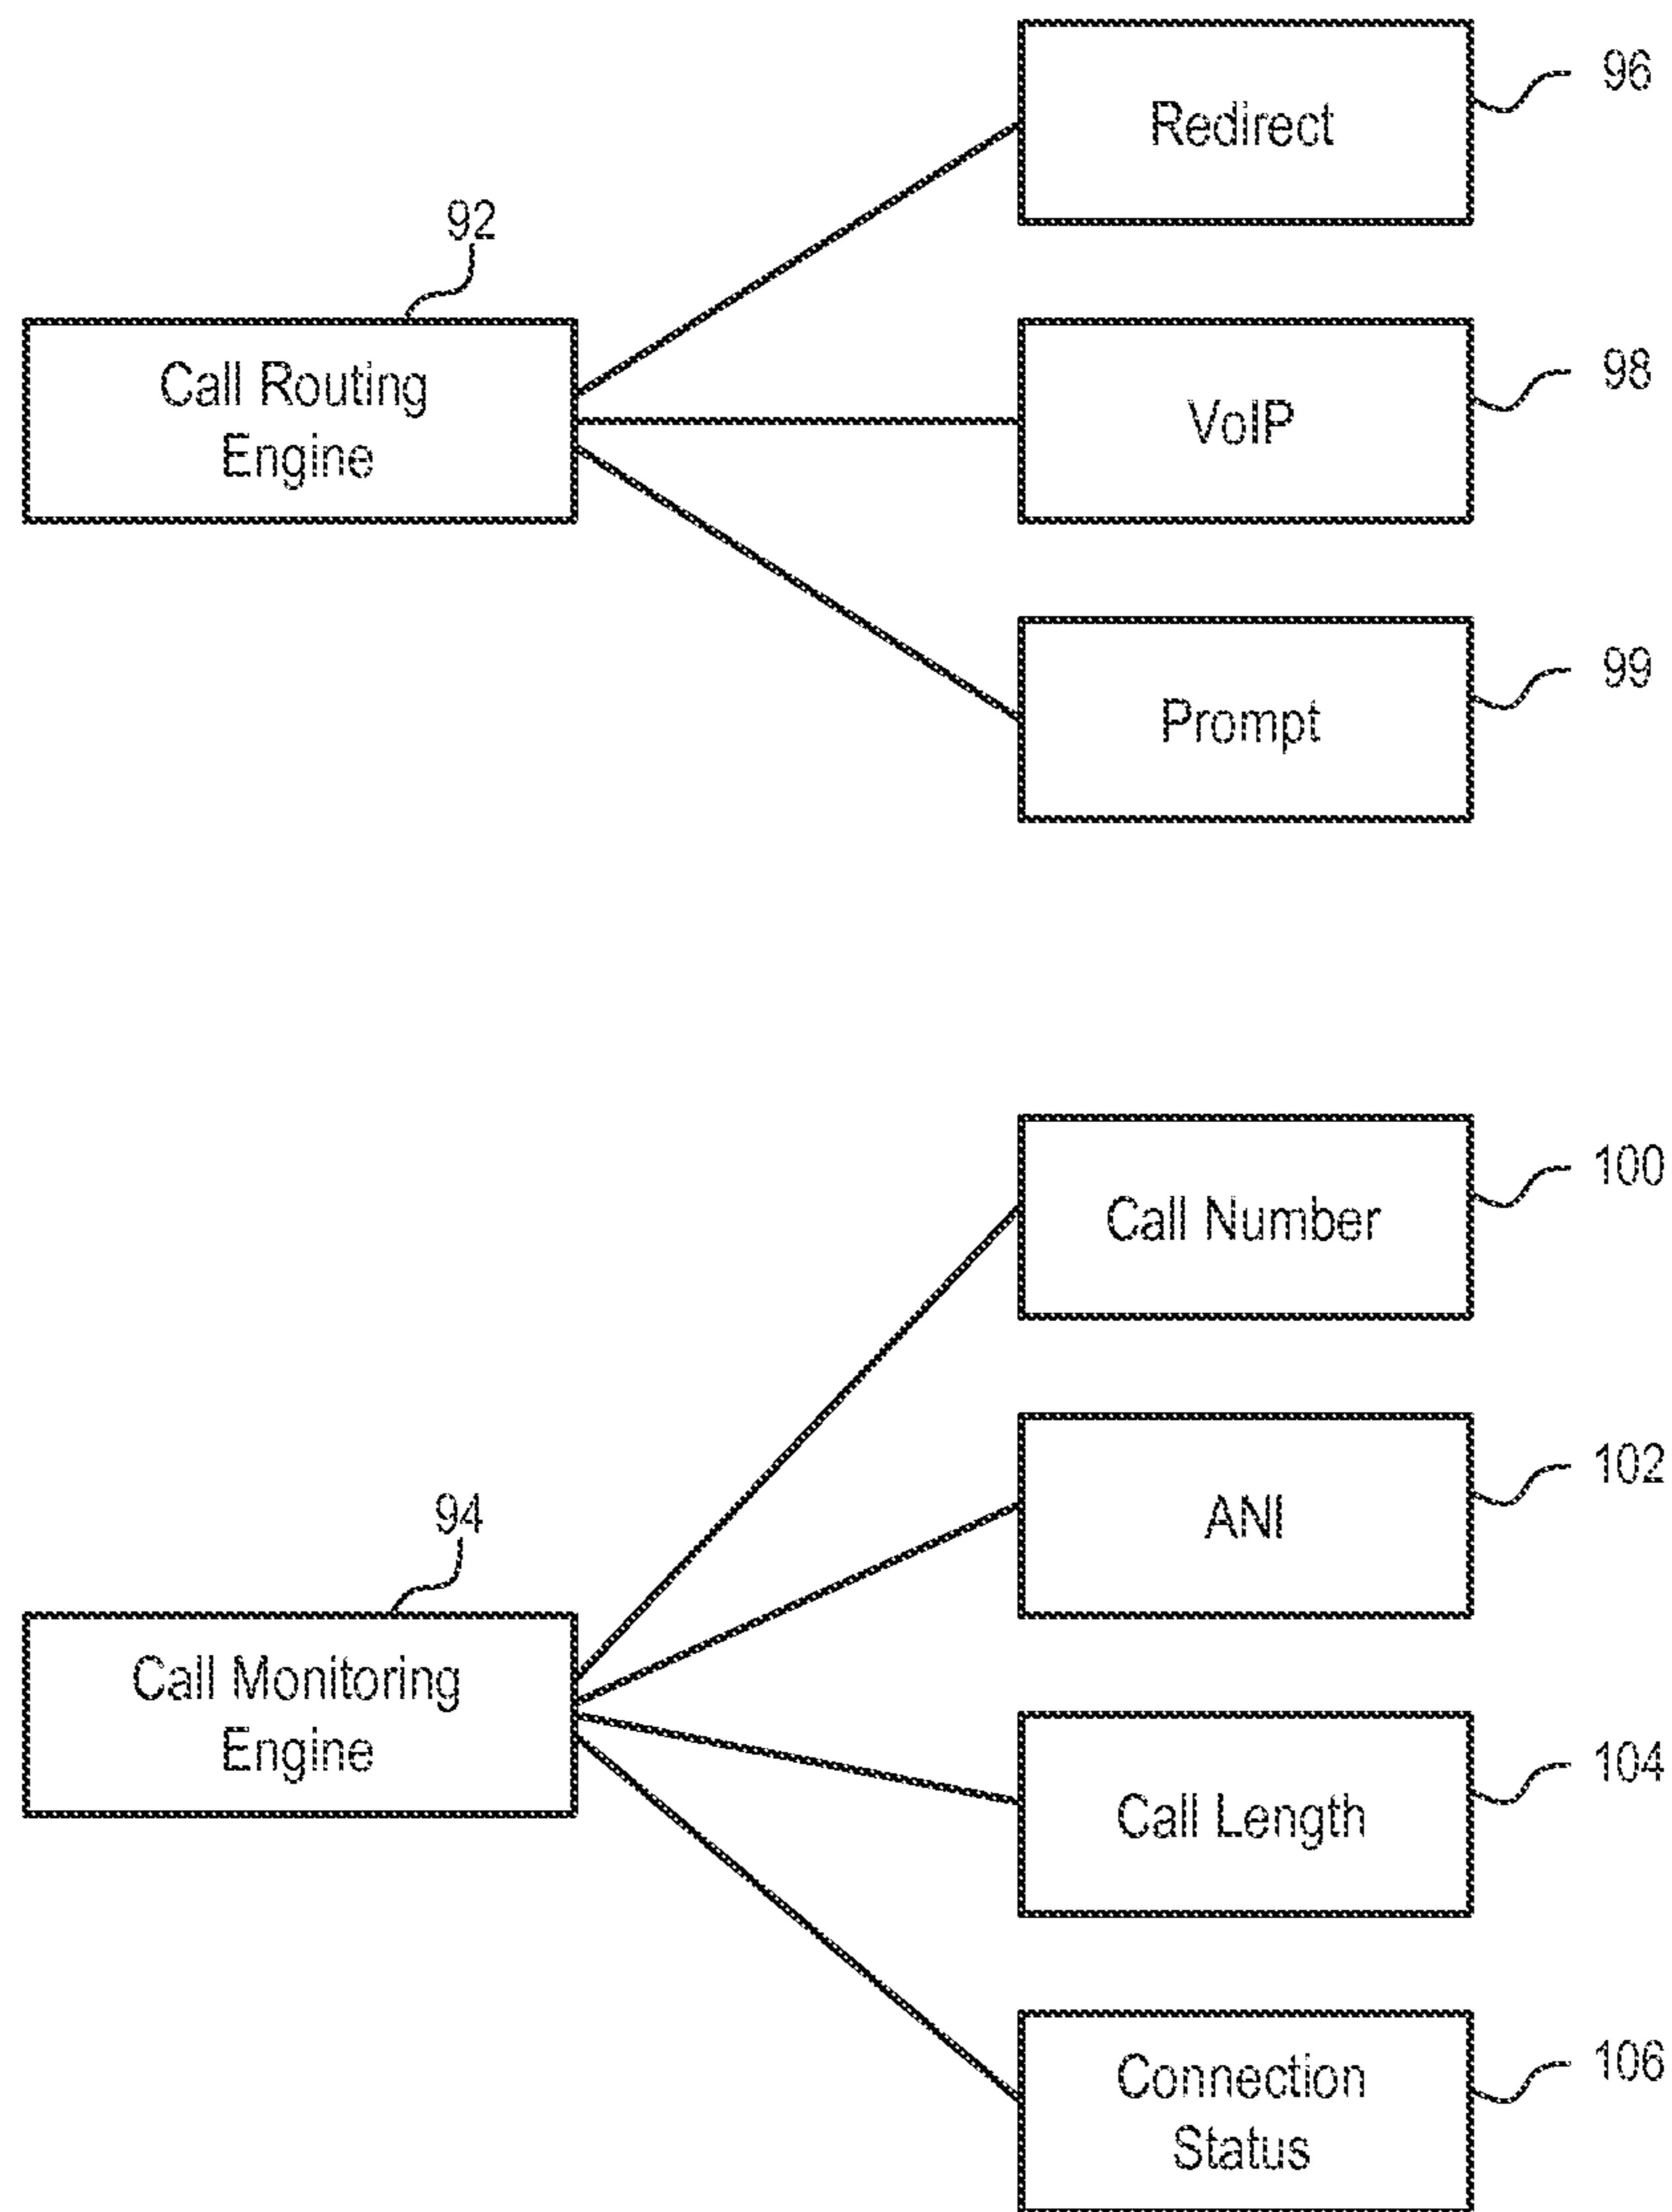 Redirect
96
92
Call Routing
Engine
VoIP
98
Prompt
99
Call Number
100
ANI
102
94
Call Monitoring
Engine
Call Length
104
Connection
Status
106